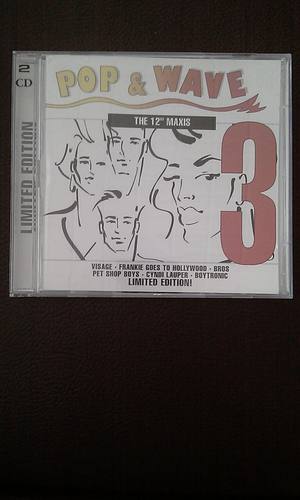 2
CD
LIMITED EDITION
POP & WAVE
THE 12" MAXIS
3
VISAGE · FRANKIE GOES TO HOLLYWOOD · BROS
PET SHOP BOYS · CYNDI LAUPER · BOYTRONIC
LIMITED EDITION!